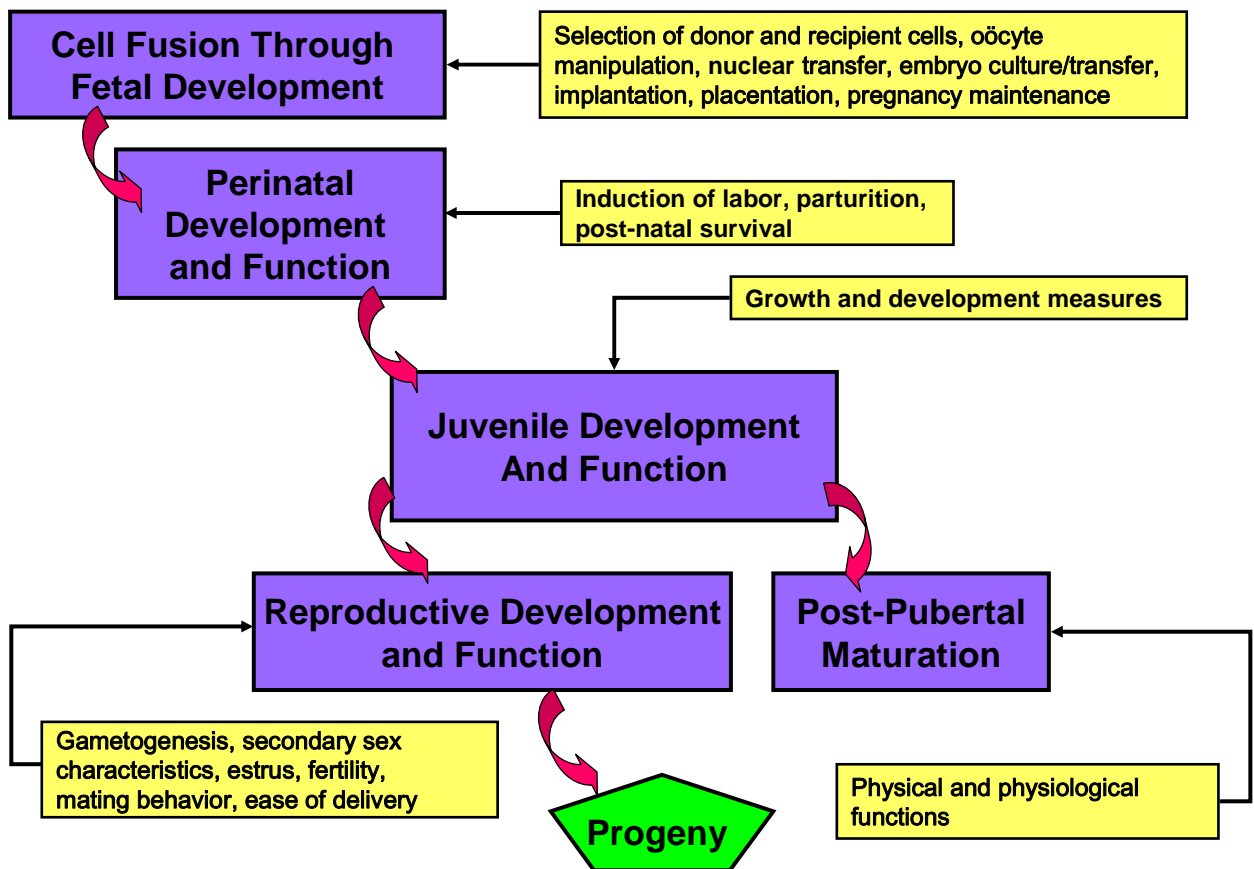 Cell Fusion Through
Fetal Development
Selection of donor and recipient cells, oöcyte
manipulation, nuclear transfer, embryo culture/transfer,
implantation, placentation, pregnancy maintenance
Perinatal
Development
and Function
Induction of labor, parturition,
post-natal survival
Growth and development measures
Juvenile Development
And Function
Reproductive Development
and Function
Post-Pubertal
Maturation
Gametogenesis, secondary sex
characteristics, estrus, fertility,
mating behavior, ease of delivery
Physical and physiological
functions
Progeny